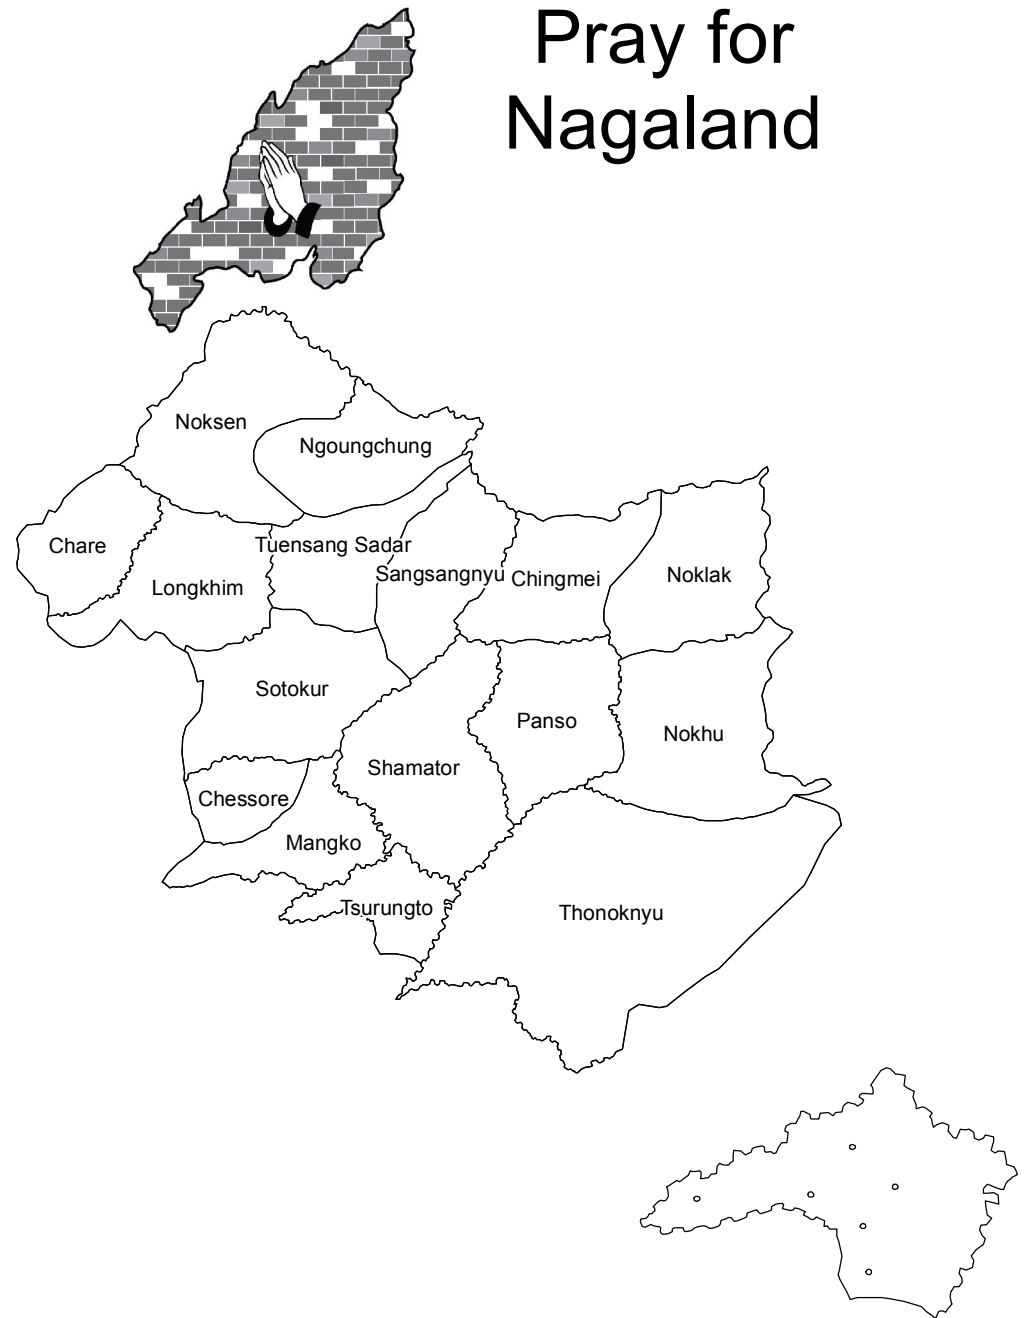 Pray for
Nagaland
Noksen
Ngoungchung
Chare
Tuensang Sadar
Longkhim
Sangsangnyu
Chingmei
Noklak
Sotokur
Panso
Nokhu
Shamator
Chessore
Mangko
Tsurungto
Thonoknyu